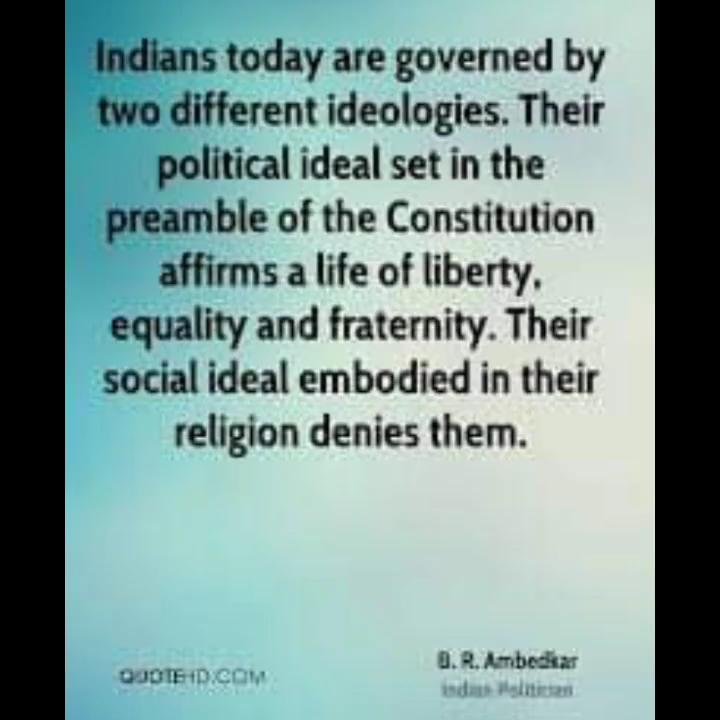 Indians today are governed by
two different ideologies. Their
political ideal set in the
preamble of the Constitution
affirms a life of liberty,
equality and fraternity. Their
social ideal embodied in their
religion denies them.
B. R. Ambedkar
Indian Politician
QUOTEHD.COM